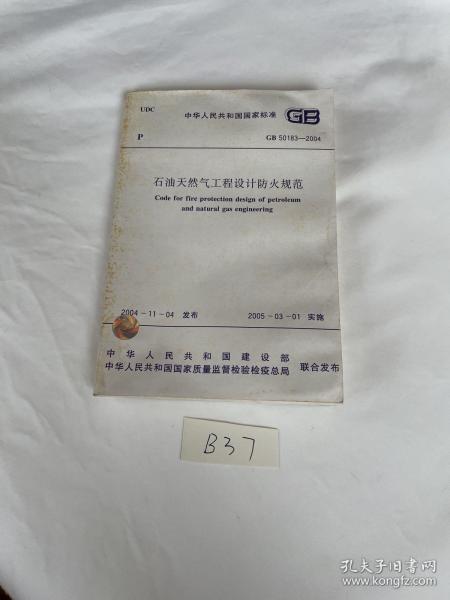 UDC
中华人民共和国国家标准 GB
P
GB 50183—2004
石油天然气工程设计防火规范
Code for fire protection design of petroleum
and natural gas engineering
2004－11－04 发布
2005－03－01 实施
中华人民共和国建设部
中华人民共和国国家质量监督检验检疫总局
联合发布
B37
孔夫子旧书网
www.kongfz.com